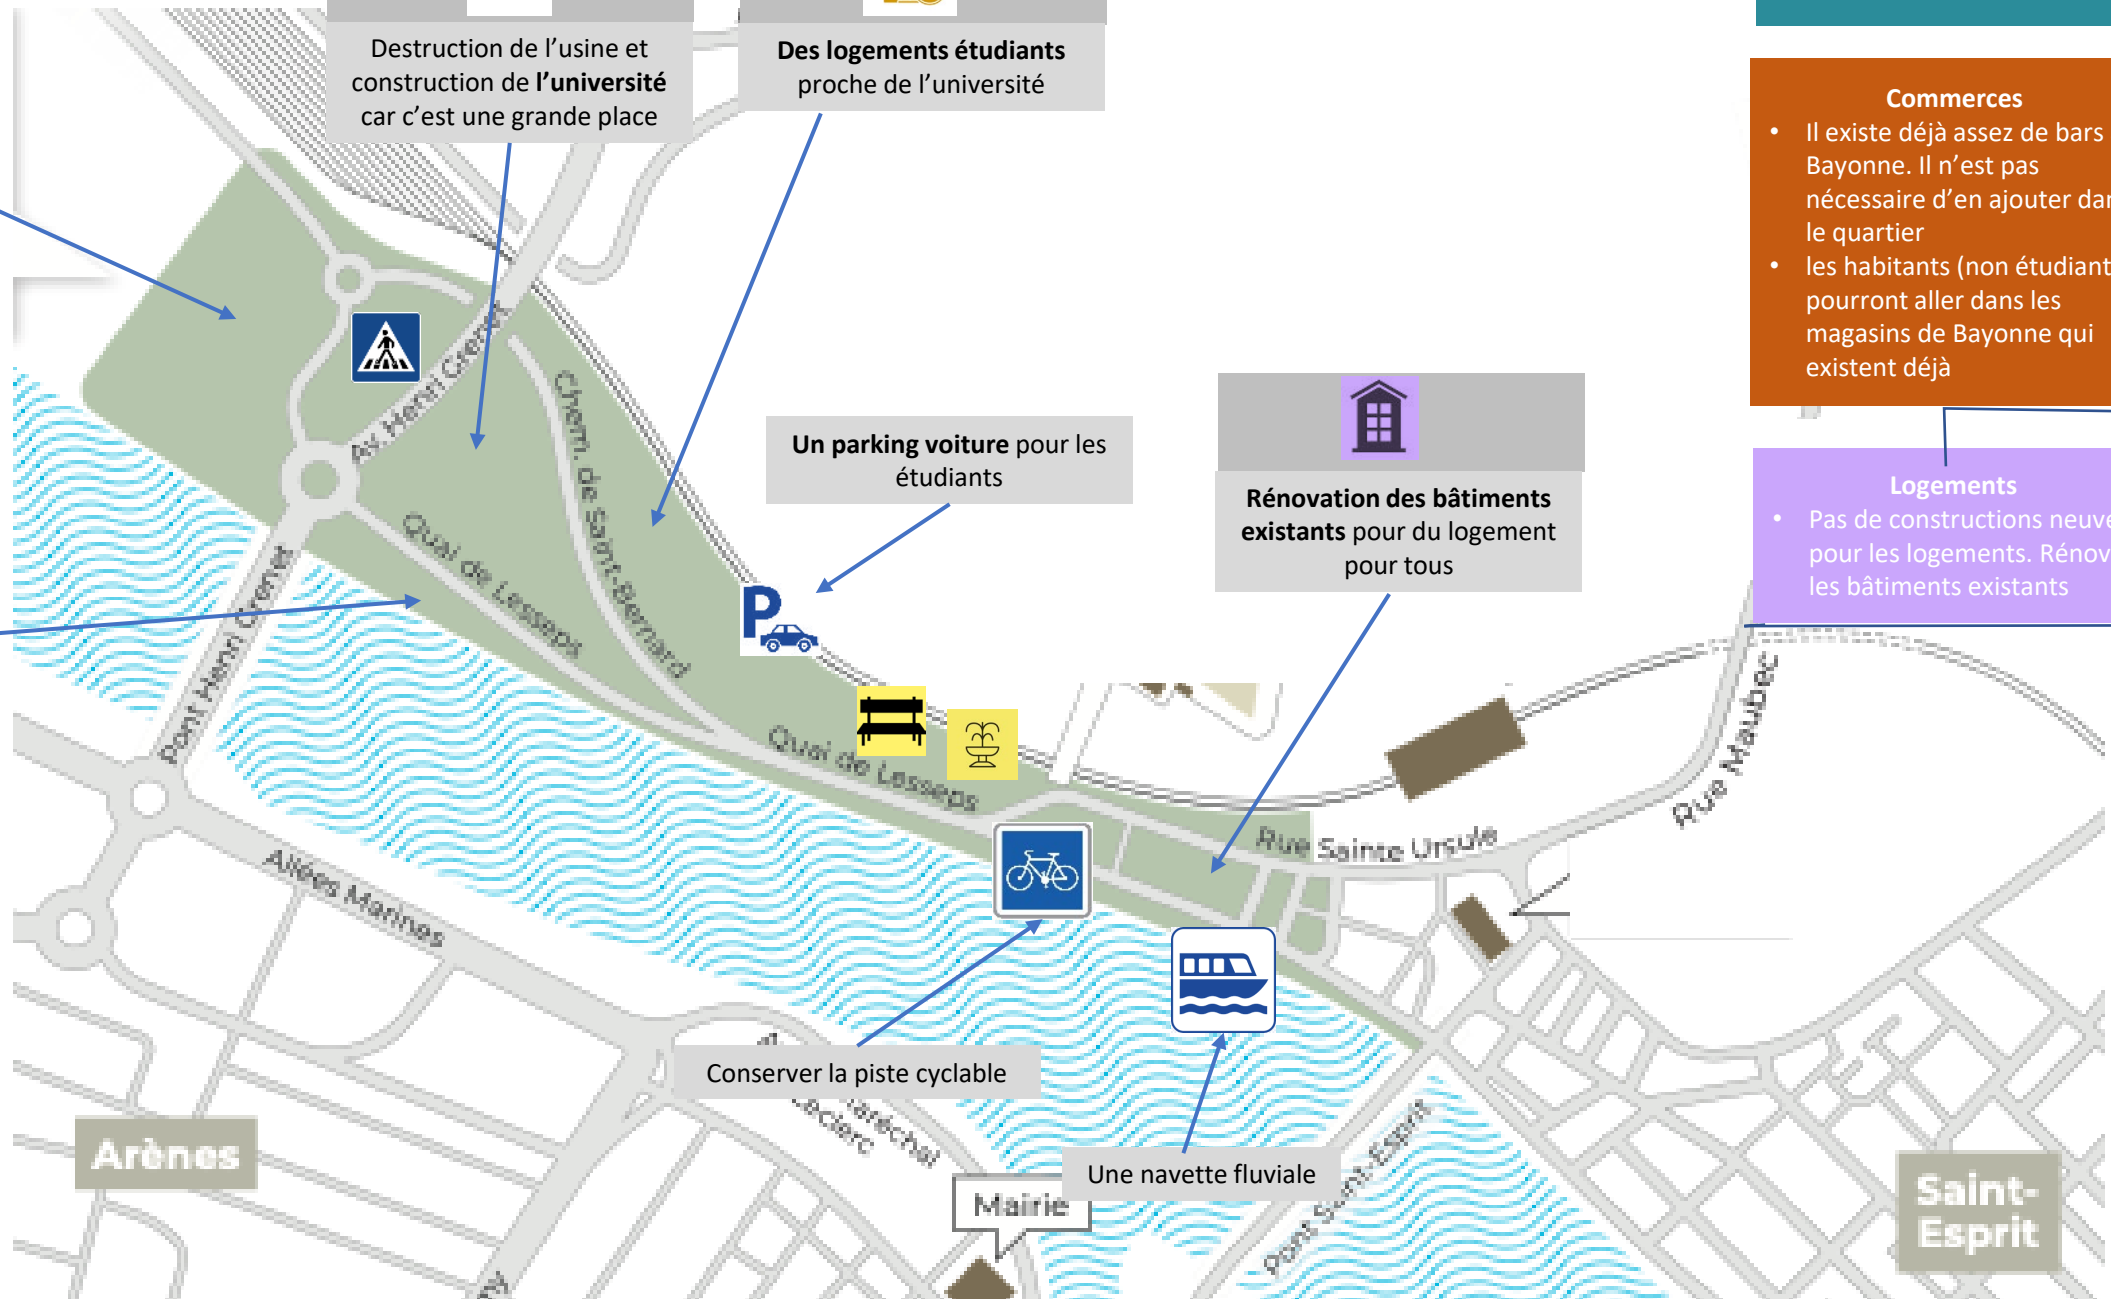 Destruction de l’usine et
construction de l’université
car c’est une grande place
Des logements étudiants
proche de l’université
Commerces
• Il existe déjà assez de bars
Bayonne. Il n’est pas
nécessaire d’en ajouter
le quartier
• les habitants (non
pourront aller dans les
magasins de Bayonne qui
existent déjà
Logements
• Pas de constructions
pour les logements.
les bâtiments existants
Un parking voiture pour les
étudiants
P
Rénovation des bâtiments
existants pour du logement
pour tous
Av. Henri Grenet
Chem. de Saint-Bernard
Quai de Lesseps
Pont Henri Grenet
Quai de Lesseps
Rue Sainte Ursule
Rue Maubec
Allées Marines
Conserver la piste cyclable
Maréchal
Leclerc
Une navette fluviale
Pont Saint-Esprit
Mairie
Arènes
Saint-
Esprit